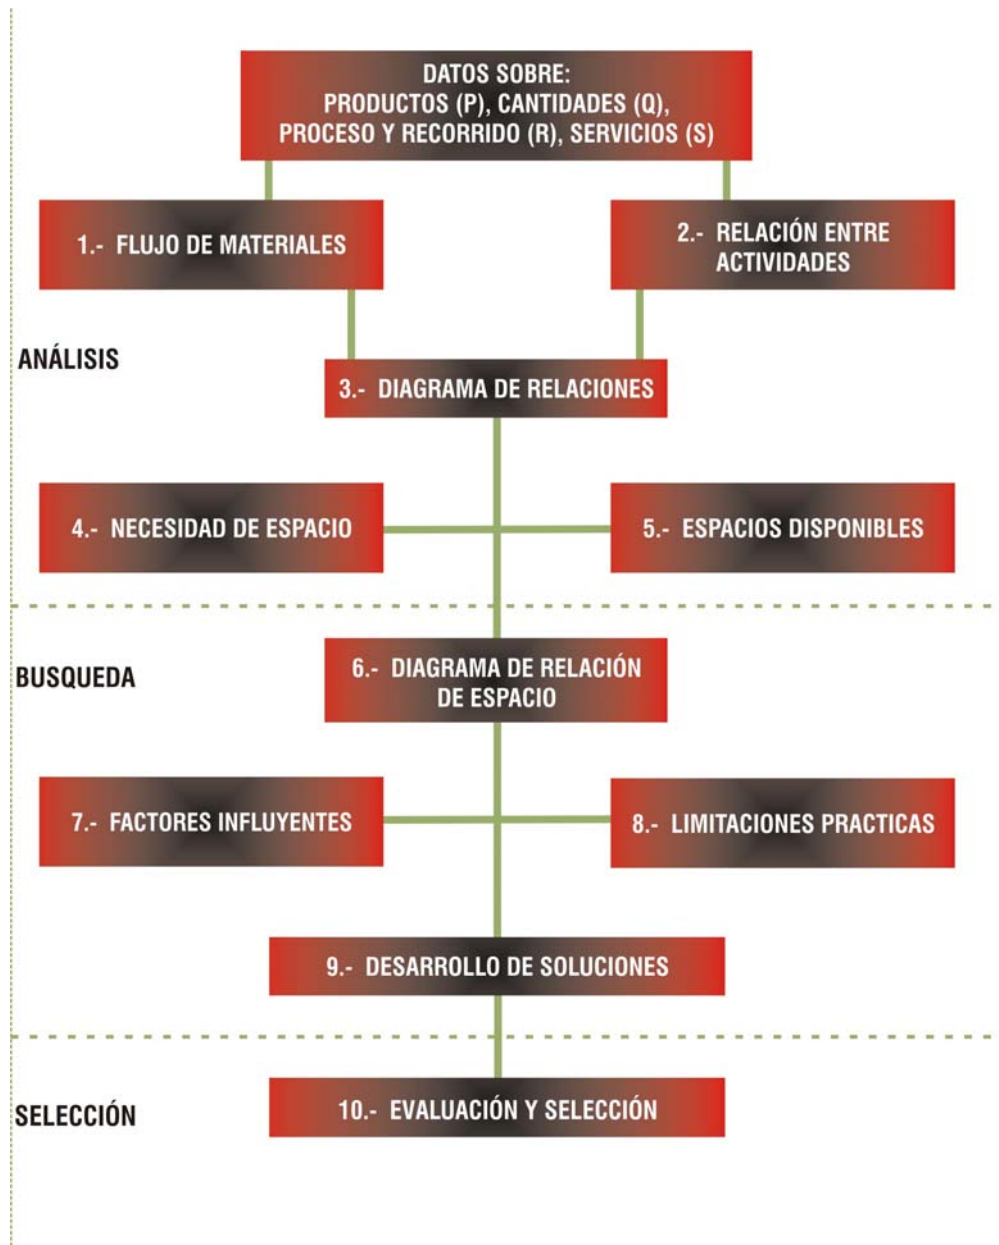 DATOS SOBRE:
PRODUCTOS (P), CANTIDADES (Q),
PROCESO Y RECORRIDO (R), SERVICIOS (S)
1.- FLUJO DE MATERIALES
2.- RELACIÓN ENTRE
ACTIVIDADES
ANÁLISIS
3.- DIAGRAMA DE RELACIONES
4.- NECESIDAD DE ESPACIO
5.- ESPACIOS DISPONIBLES
BUSQUEDA
6.- DIAGRAMA DE RELACIÓN
DE ESPACIO
7.- FACTORES INFLUYENTES
8.- LIMITACIONES PRACTICAS
9.- DESARROLLO DE SOLUCIONES
SELECCIÓN
10.- EVALUACIÓN Y SELECCIÓN